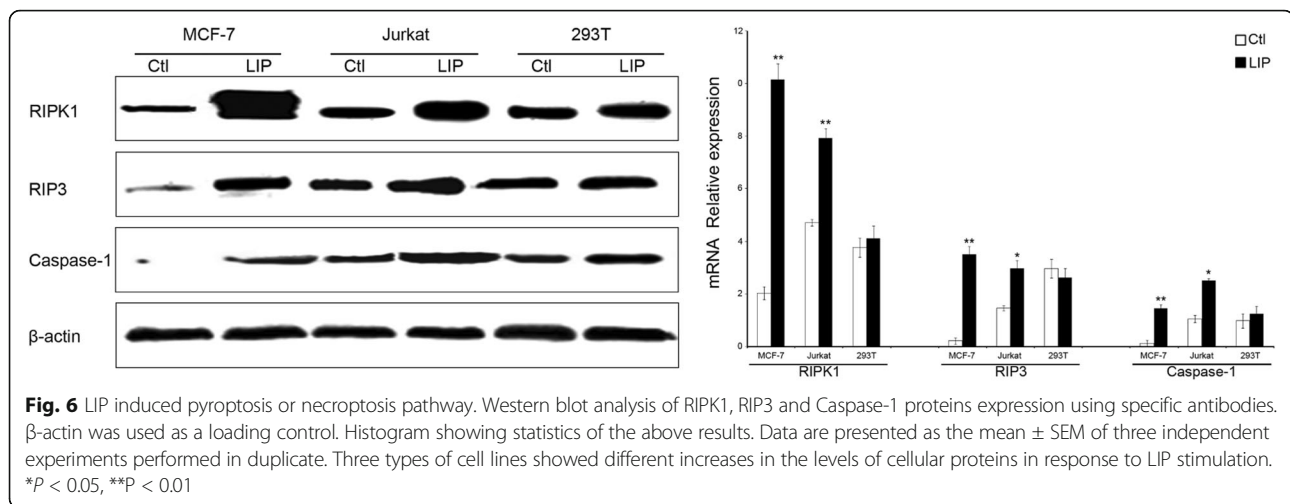 MCF-7 Jurkat 293T
Ctl LIP Ctl LIP Ctl LIP
RIPK1
RIP3
Caspase-1
β-actin
mRNA Relative expression
12
0
8
6
4
2
0
** ** ** * ** *
Ctl
LIP
MCF-7 Jurkat 293T MCF-7 Jurkat 293T MCF-7 Jurkat 293T
RIPK1 RIP3 Caspase-1
Fig. 6 LIP induced pyroptosis or necroptosis pathway. Western blot analysis of RIPK1, RIP3 and Caspase-1 proteins expression using specific antibodies.
β-actin was used as a loading control. Histogram showing statistics of the above results. Data are presented as the mean ± SEM of three independent
experiments performed in duplicate. Three types of cell lines showed different increases in the levels of cellular proteins in response to LIP stimulation.
*P < 0.05, **P < 0.01